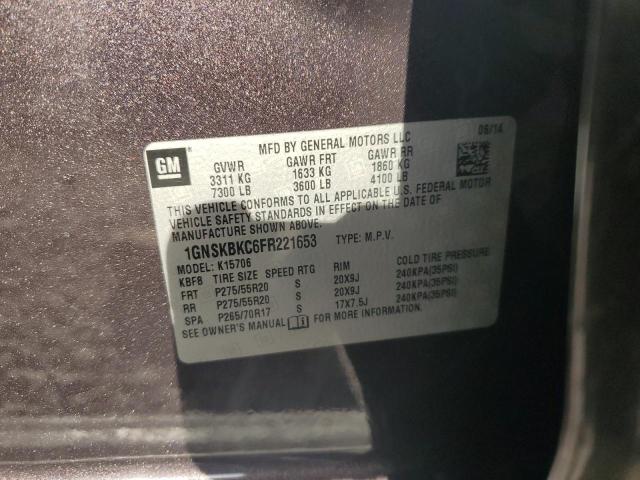 GM
MFD BY GENERAL MOTORS LLC 06/14
GVWR GAWR FRT GAWR RR
3311 KG 1633 KG 1860 KG
7300 LB 3600 LB 4100 LB
THIS VEHICLE CONFORMS TO ALL APPLICABLE U.S. FEDERAL MOTOR
VEHICLE SAFETY STANDARDS IN EFFECT ON THE DATE OF
MANUFACTURE SHOWN ABOVE.
1GNSKBKC6FR221653 TYPE: M.P.V.
MODEL: K15706
KBFB TIRE SIZE SPEED RTG RIM COLD TIRE PRESSURE
FRT P275/55R20 S 20X9J 240KPA(35PSI)
RR P275/55R20 S 20X9J 240KPA(35PSI)
SPA P265/70R17 S 17X7.5J 240KPA(35PSI)
SEE OWNER'S MANUAL FOR MORE INFORMATION.